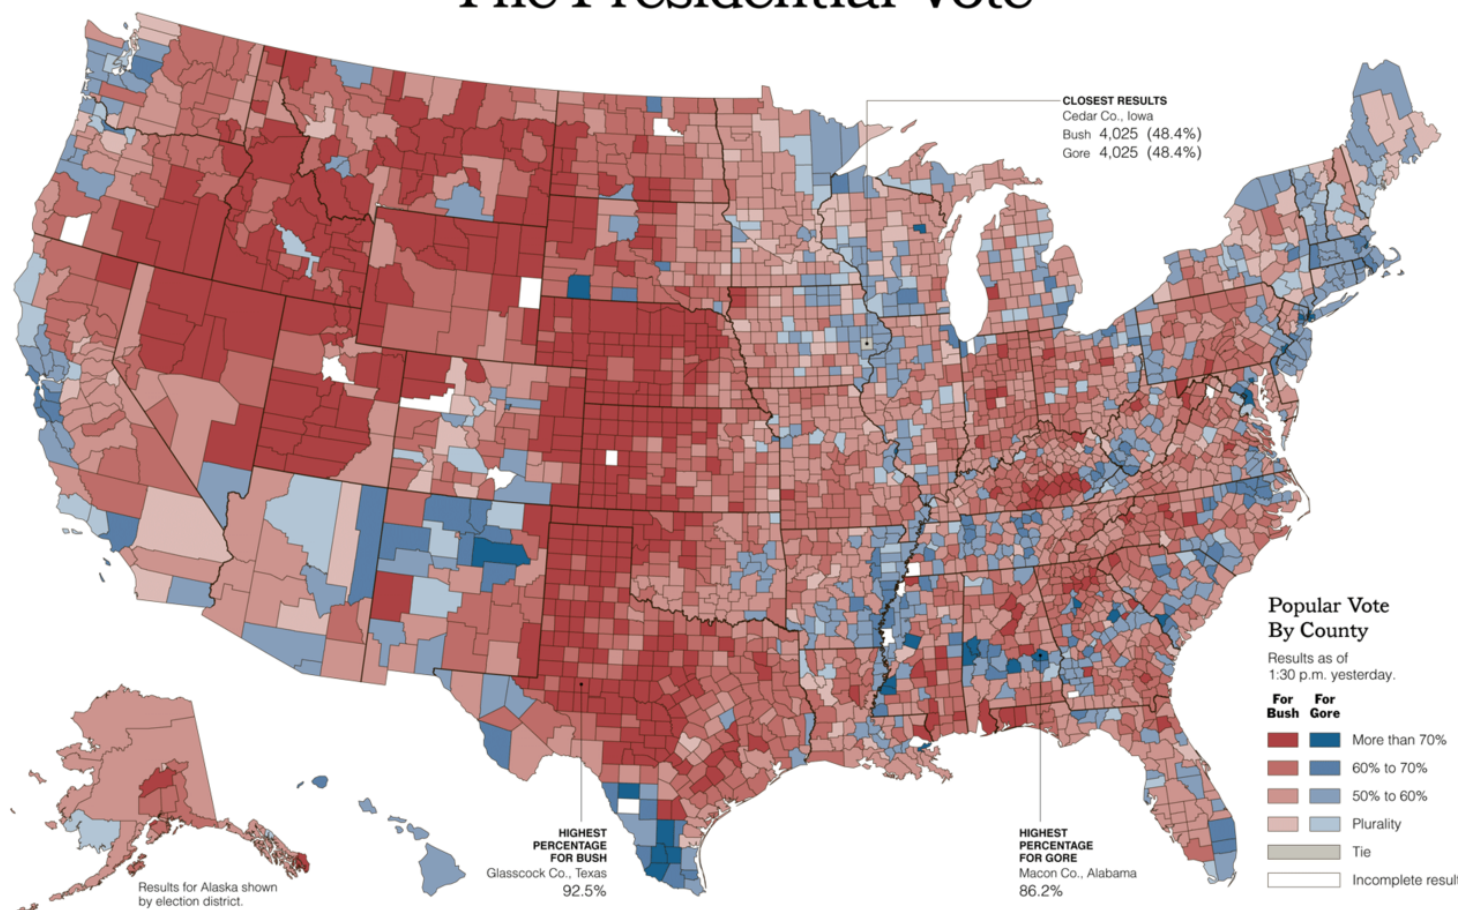 The Presidential Vote
CLOSEST RESULTS
Cedar Co., Iowa
Bush 4,025 (48.4%)
Gore 4,025 (48.4%)
Popular Vote
By County
Results as of
1:30 p.m. yesterday.
For For
Bush Gore
More than 70%
60% to 70%
50% to 60%
Plurality
Tie
Incomplete result
HIGHEST
PERCENTAGE
FOR BUSH
Glasscock Co., Texas
92.5%
HIGHEST
PERCENTAGE
FOR GORE
Macon Co., Alabama
86.2%
Results for Alaska shown
by election district.